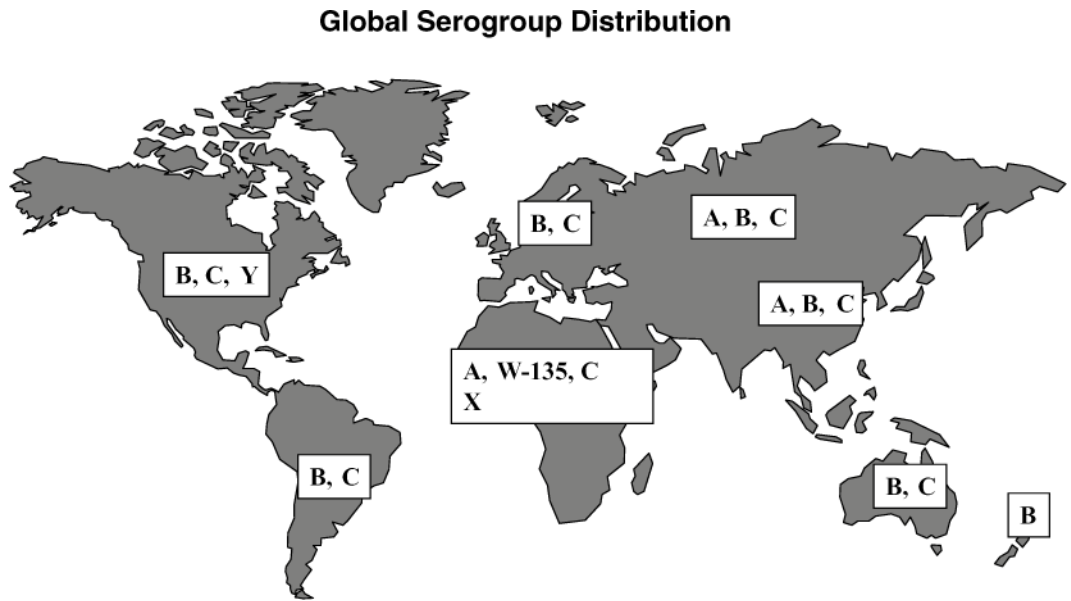 Global Serogroup Distribution
A, B, C
B, C
B, C, Y
A, B, C
A, W-135, C
X
B, C
B, C
B